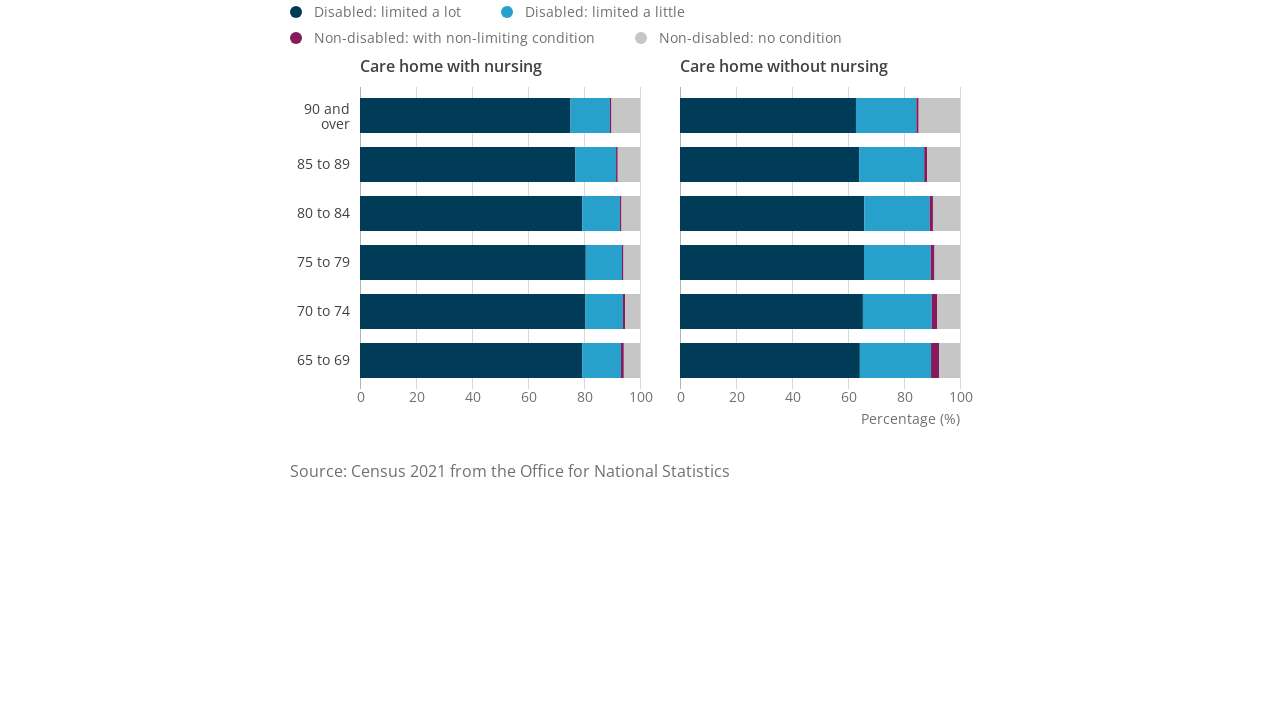 Disabled: limited a lot
Disabled: limited a little
Non-disabled: with non-limiting condition
Non-disabled: no condition
Care home with nursing
Care home without nursing
90 and
over
85 to 89
80 to 84
75 to 79
70 to 74
65 to 69
0 20 40 60 80 100
0 20 40 60 80 100
Percentage (%)
Source: Census 2021 from the Office for National Statistics